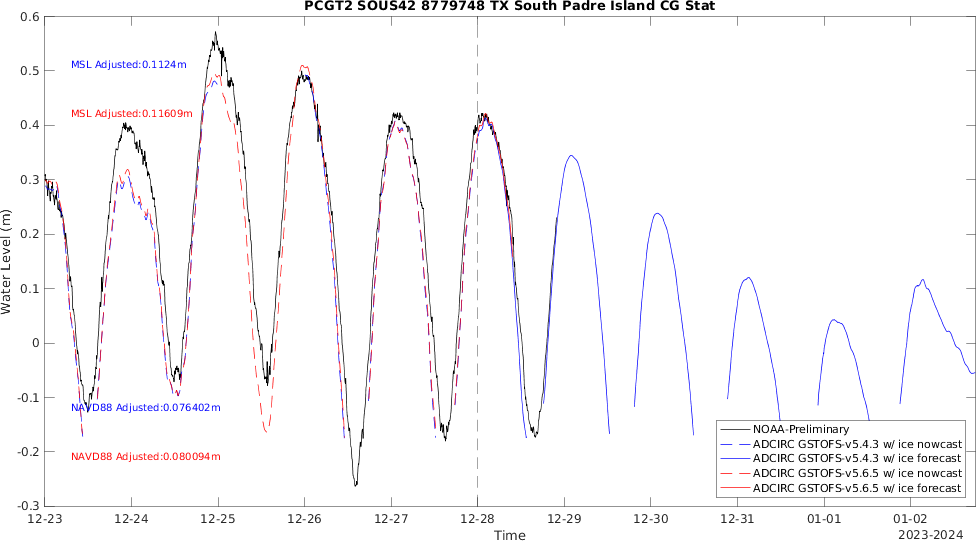 PCGT2 SOUS42 8779748 TX South Padre Island CG Stat
0.6
0.5
0.4
0.3
0.2
0.1
0
-0.1
-0.2
-0.3
Water Level (m)
MSL Adjusted:0.1124m
MSL Adjusted:0.11609m
NAVD88 Adjusted:0.076402m
NAVD88 Adjusted:0.080094m
NOAA-Preliminary
ADCIRC GSTOFS-v5.4.3 w/ ice nowcast
ADCIRC GSTOFS-v5.4.3 w/ ice forecast
ADCIRC GSTOFS-v5.6.5 w/ ice nowcast
ADCIRC GSTOFS-v5.6.5 w/ ice forecast
12-23 12-24 12-25 12-26 12-27 12-28 12-29 12-30 12-31 01-01 01-02
Time
2023-2024